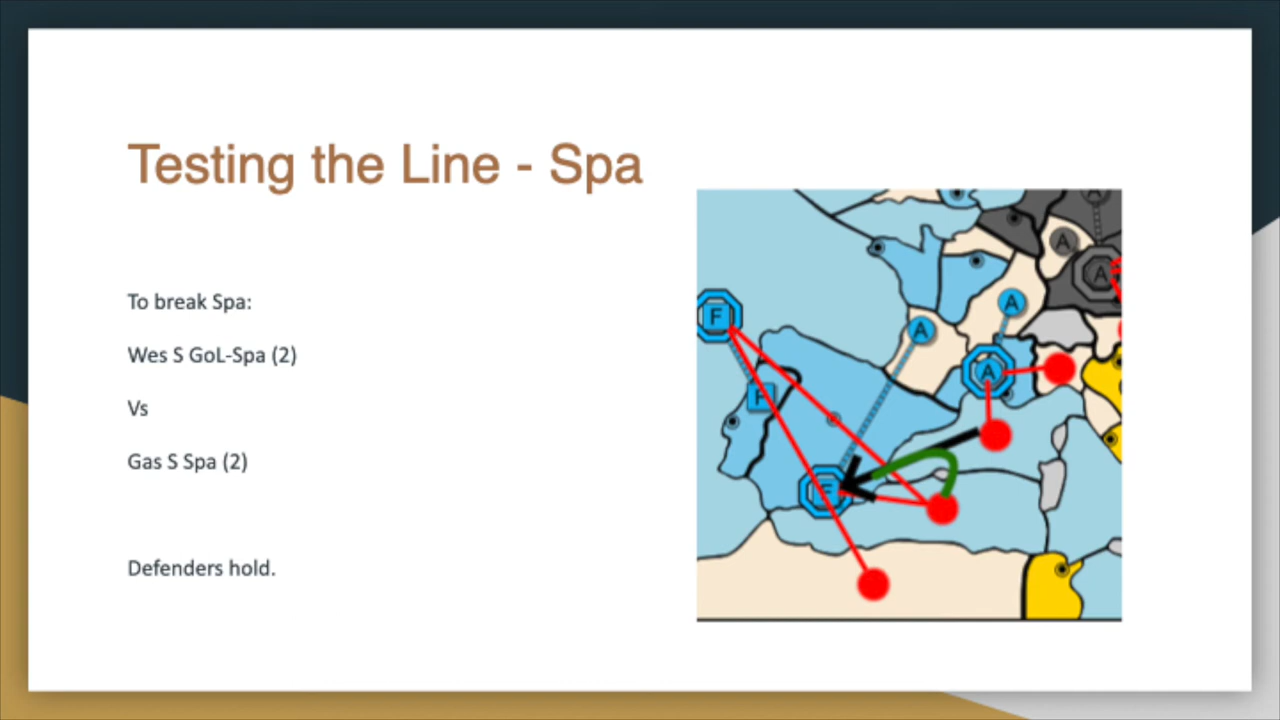 Testing the Line - Spa
To break Spa:
Wes S GoL-Spa (2)
Vs
Gas S Spa (2)
Defenders hold.
A
A
A
A
F
A
A
F
F